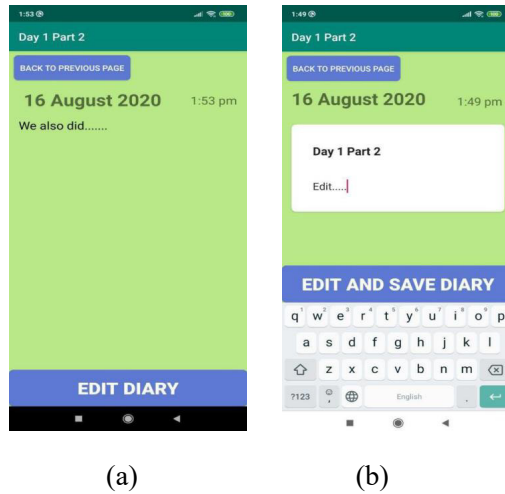 1:53
Day 1 Part 2
BACK TO PREVIOUS PAGE
16 August 2020 1:53 pm
We also did.......
EDIT DIARY
(a)
1:49
Day 1 Part 2
BACK TO PREVIOUS PAGE
16 August 2020 1:49 pm
Day 1 Part 2
Edit.....
EDIT AND SAVE DIARY
q w e r t y u i o p
a s d f g h j k l
z x c v b n m
?123 , English .
(b)